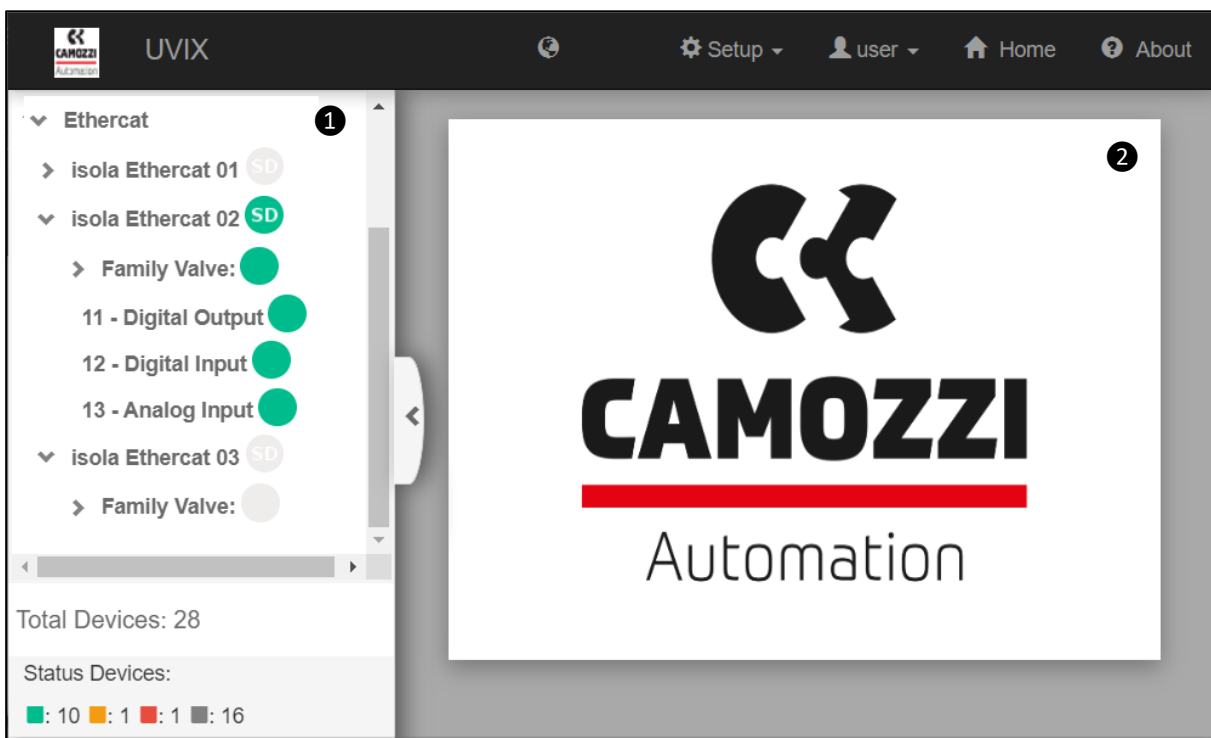 CAMOZZI
Automation
UVIX
Setup
user
Home
About
Ethercat
1
isola Ethercat 01 SD
isola Ethercat 02 SD
Family Valve:
11 - Digital Output
12 - Digital Input
13 - Analog Input
isola Ethercat 03 SD
Family Valve:
Total Devices: 28
Status Devices:
: 10 : 1 : 1 : 16
2
CAMOZZI
Automation